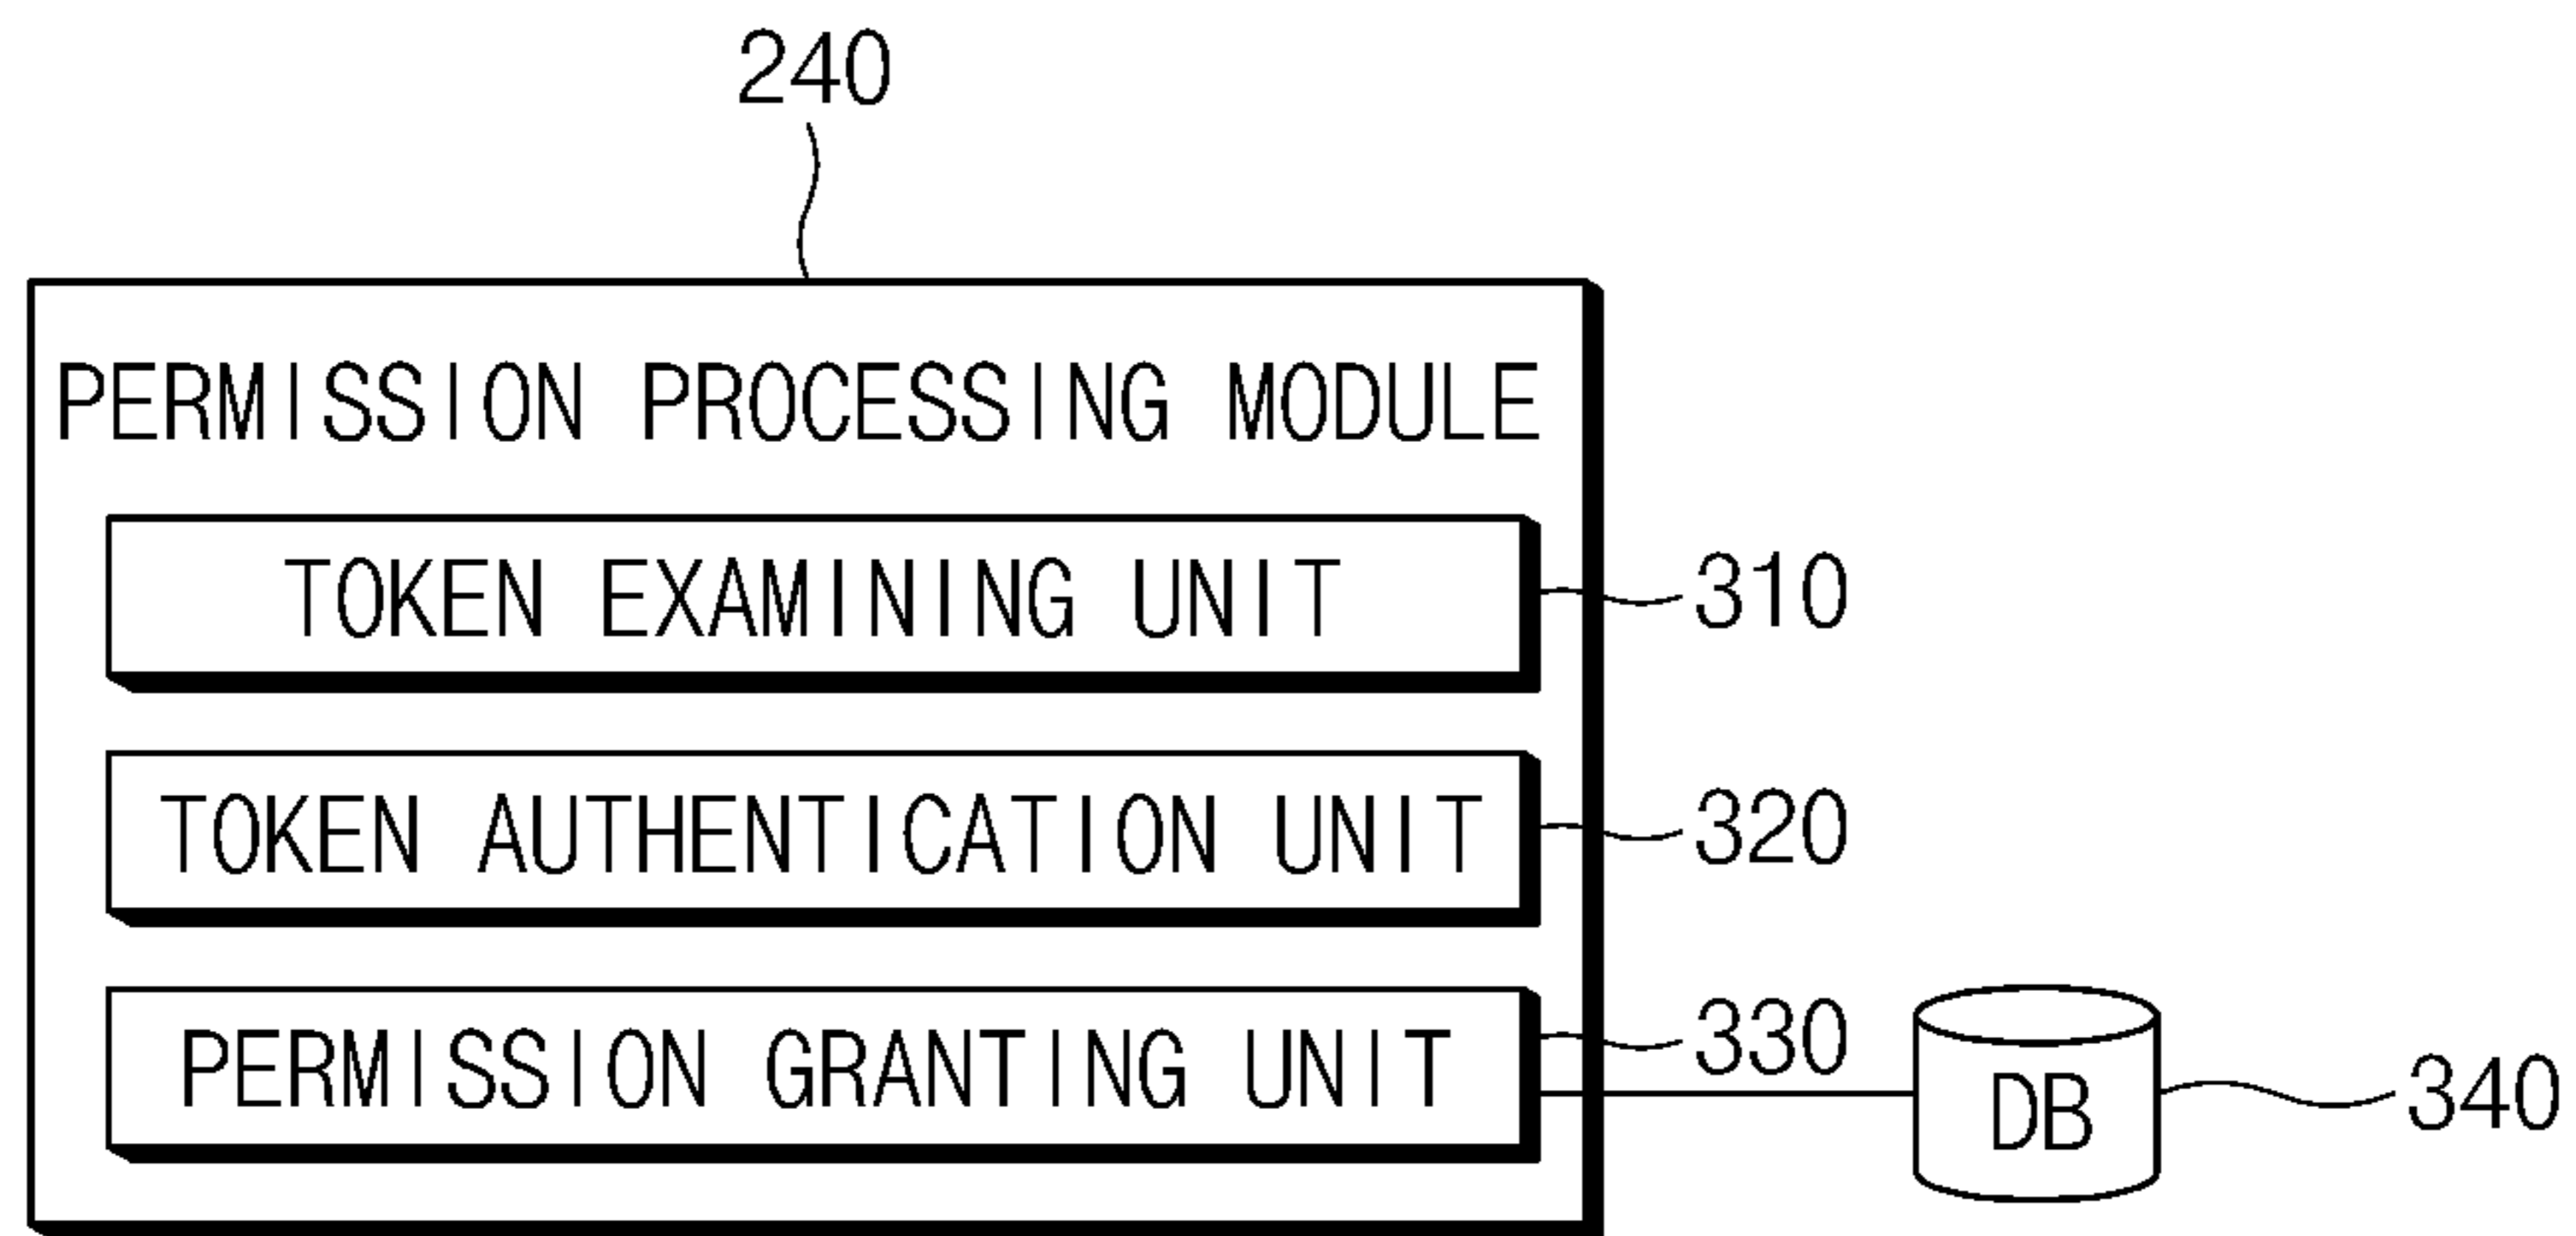 240
PERMISSION PROCESSING MODULE
TOKEN EXAMINING UNIT
310
TOKEN AUTHENTICATION UNIT
320
PERMISSION GRANTING UNIT
330
DB
340